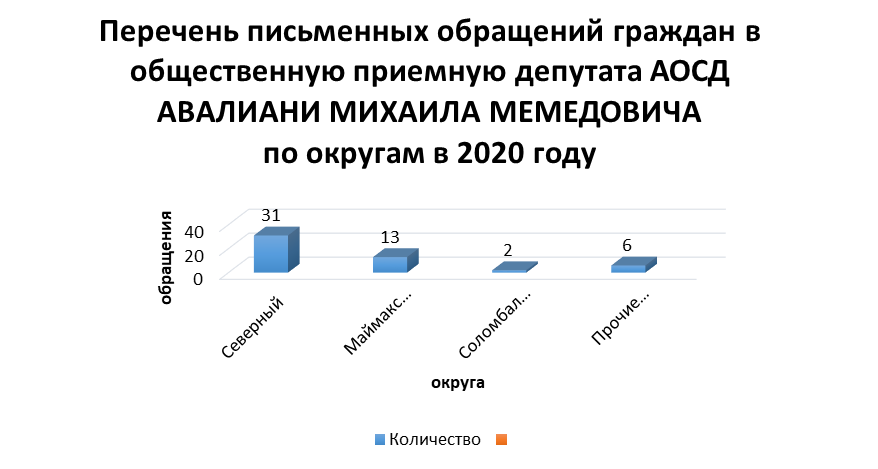 Перечень письменных обращений граждан в
общественную приемную депутата АОСД
АВАЛИАНИ МИХАИЛА МЕМЕДОВИЧА
по округам в 2020 году
обращения
40
20
0
31
13
2
6
Северный
Маймакс...
Соломбал...
Прочие...
округа
Количество